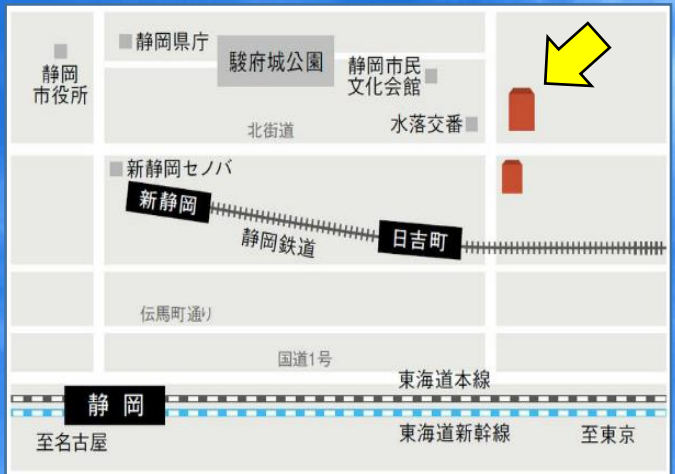 静岡県庁
静岡
市役所
駿府城公園
静岡市民
文化会館
水落交番
北街道
新静岡セノバ
新静岡
静岡鉄道
日吉町
伝馬町通り
国道1号
東海道本線
静岡
至名古屋
東海道新幹線
至東京